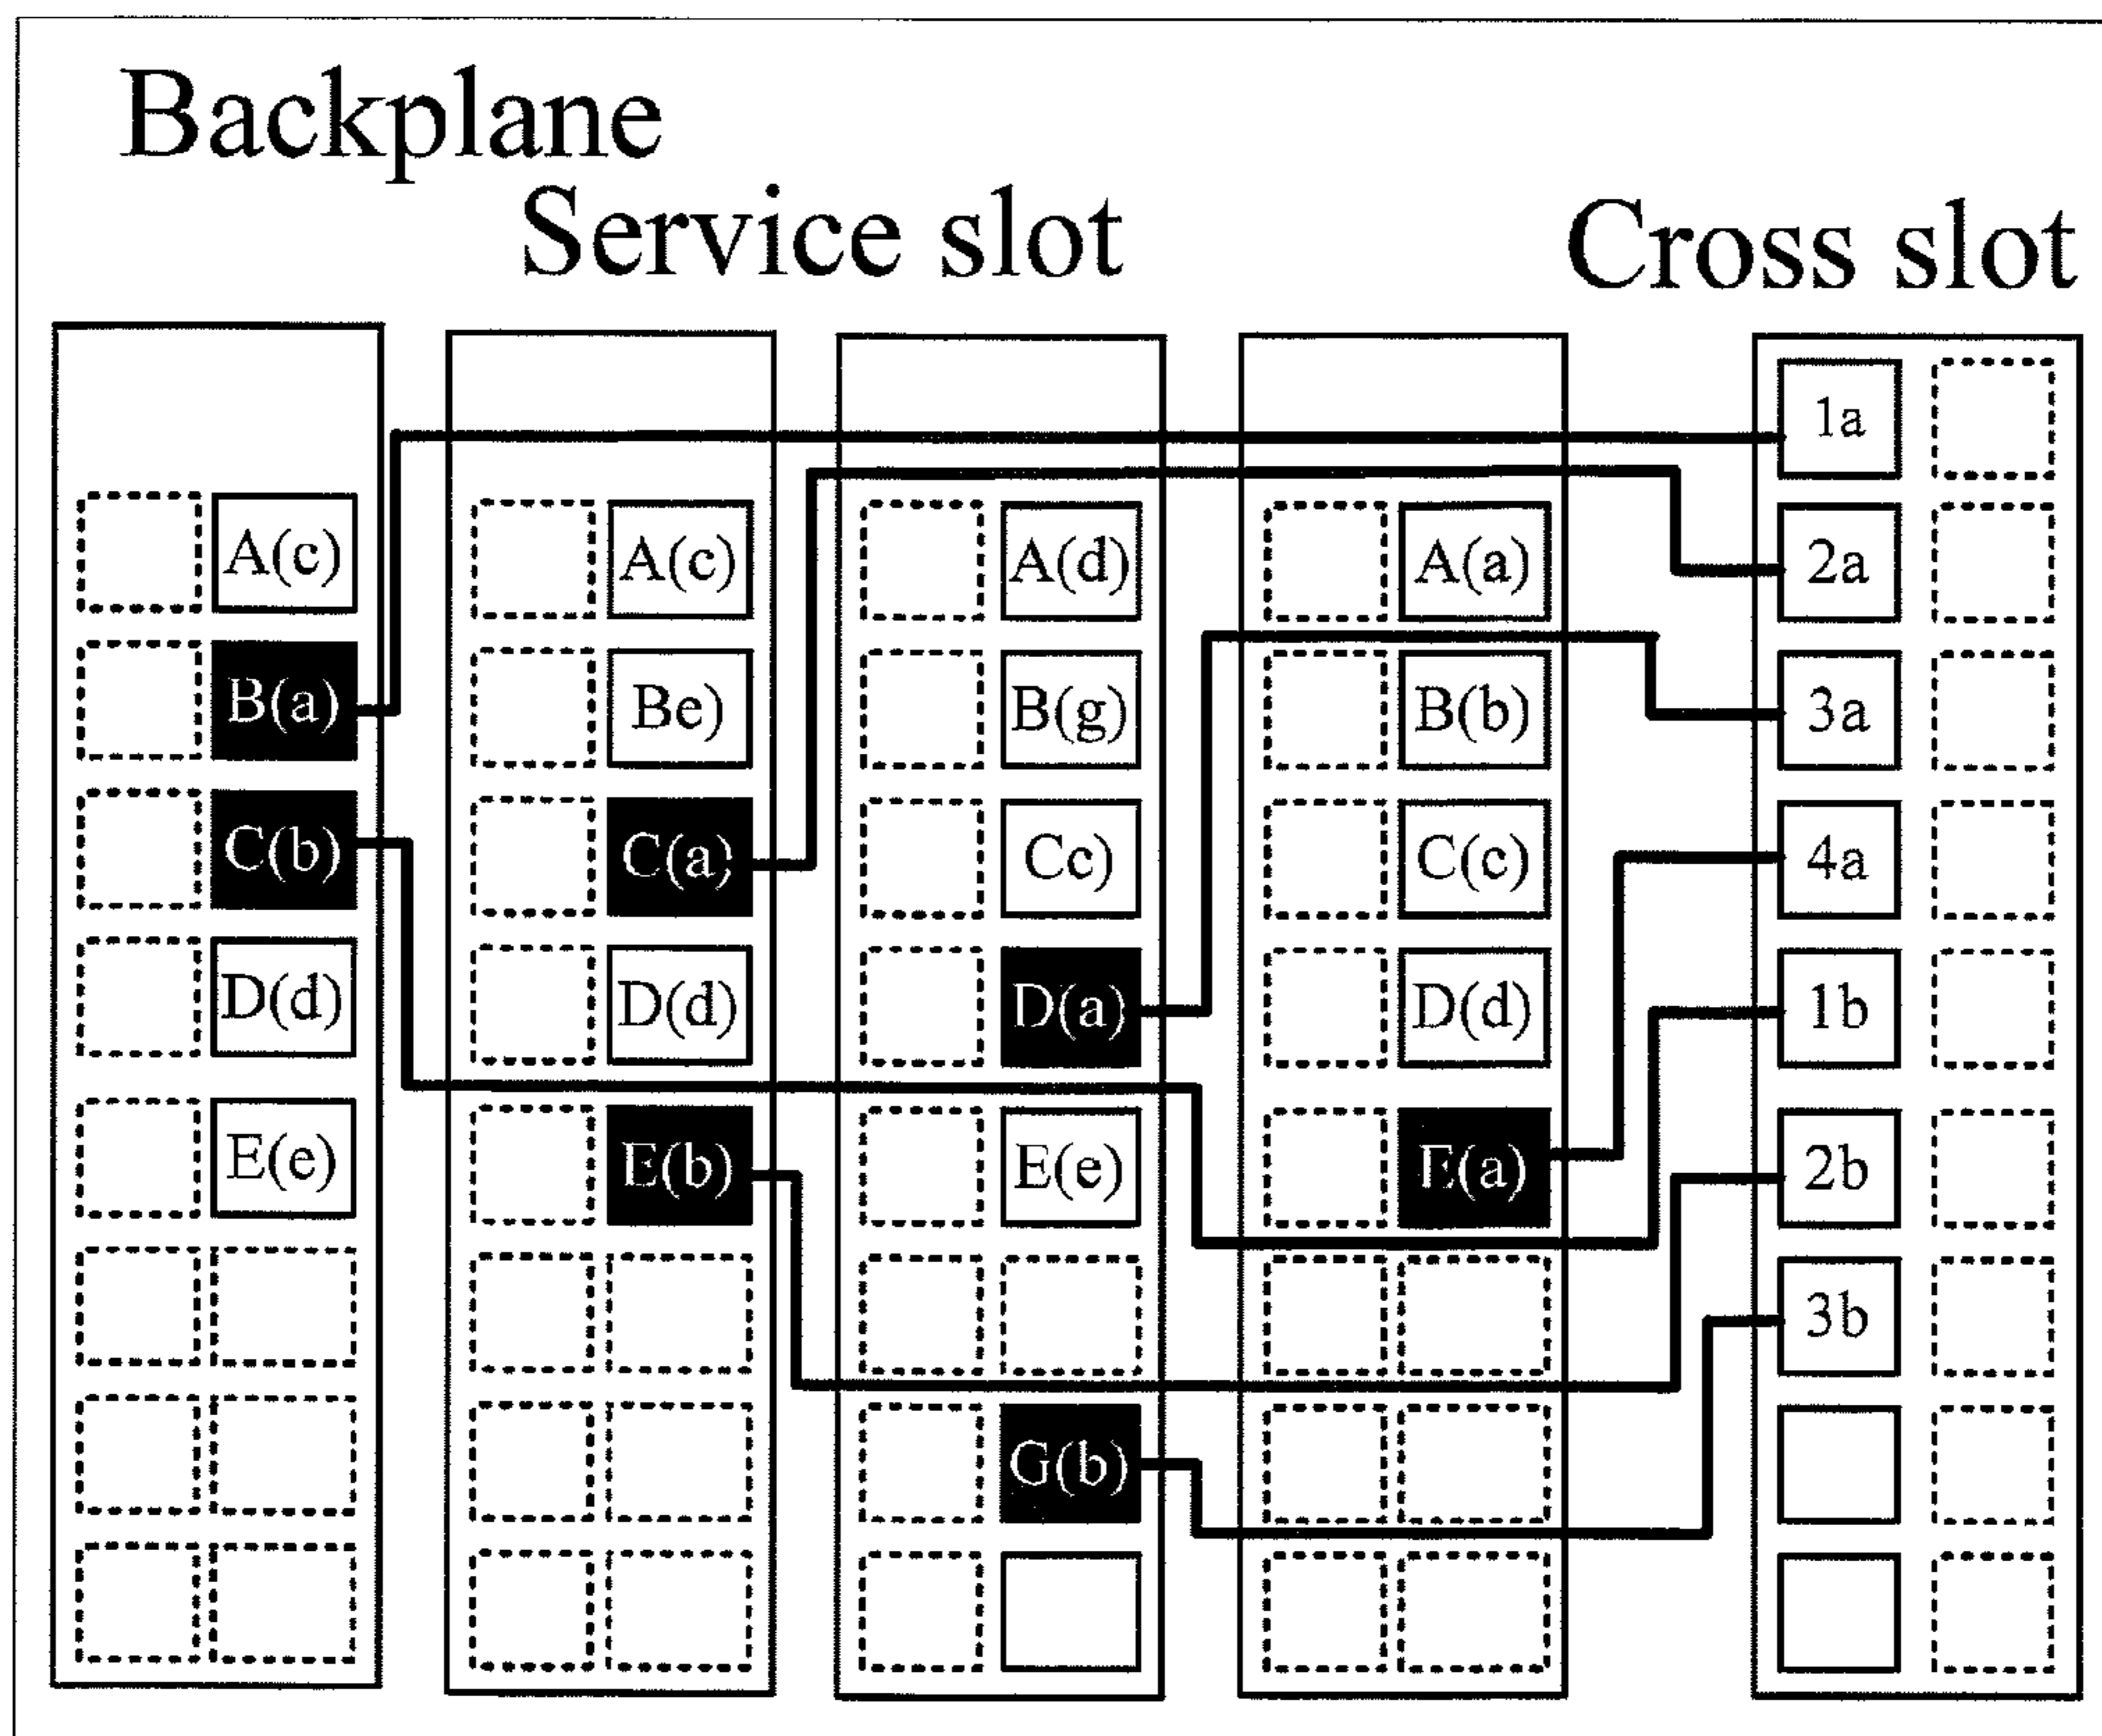 Backplane
Service slot
Cross slot
1a
A(c) A(c) A(d) A(a) 2a
B(a) Be) B(g) B(b) 3a
C(b) C(a) Cc) C(c) 4a
D(d) D(d) D(a) D(d) 1b
E(e) E(b) E(e) E(a) 2b
3b
G(b)